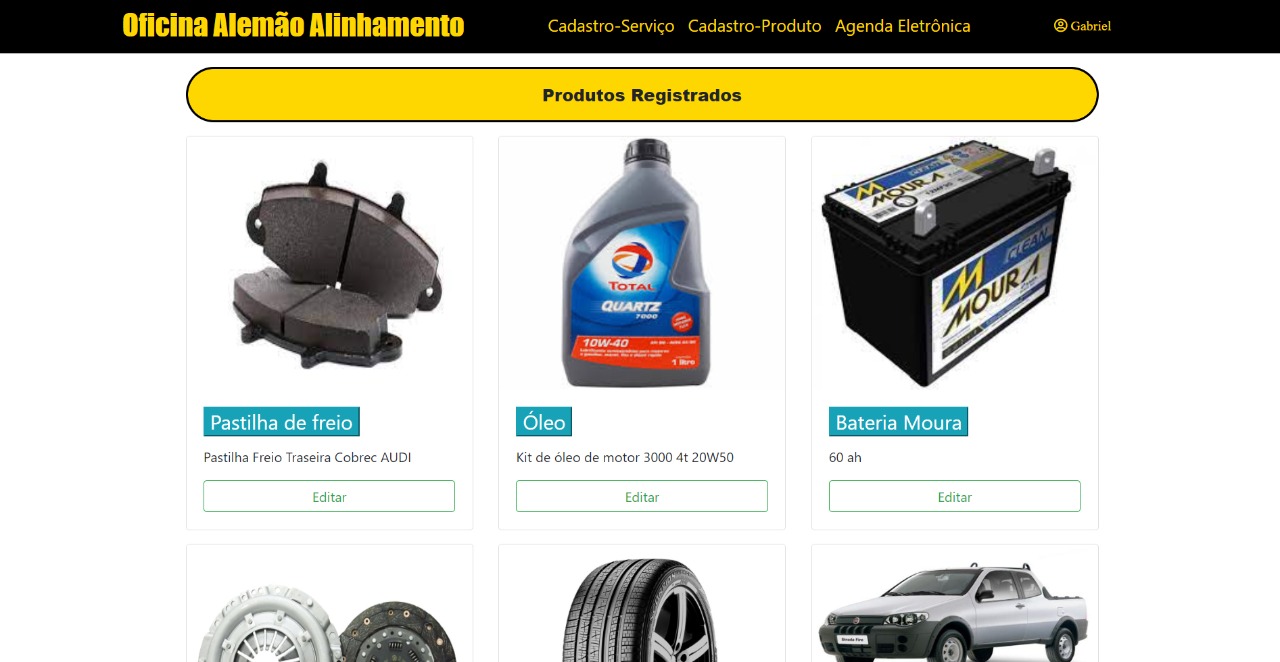 Oficina Alemão Alinhamento
Cadastro-Serviço Cadastro-Produto Agenda Eletrônica
Gabriel
Produtos Registrados
TOTAL
QUARTZ
7000
10W-40
1 litro
MOURA
CLEAN
MOURA
Pastilha de freio
Pastilha Freio Traseira Cobrec AUDI
Editar
Óleo
Kit de óleo de motor 3000 4t 20W50
Editar
Bateria Moura
60 ah
Editar
Strada Fire